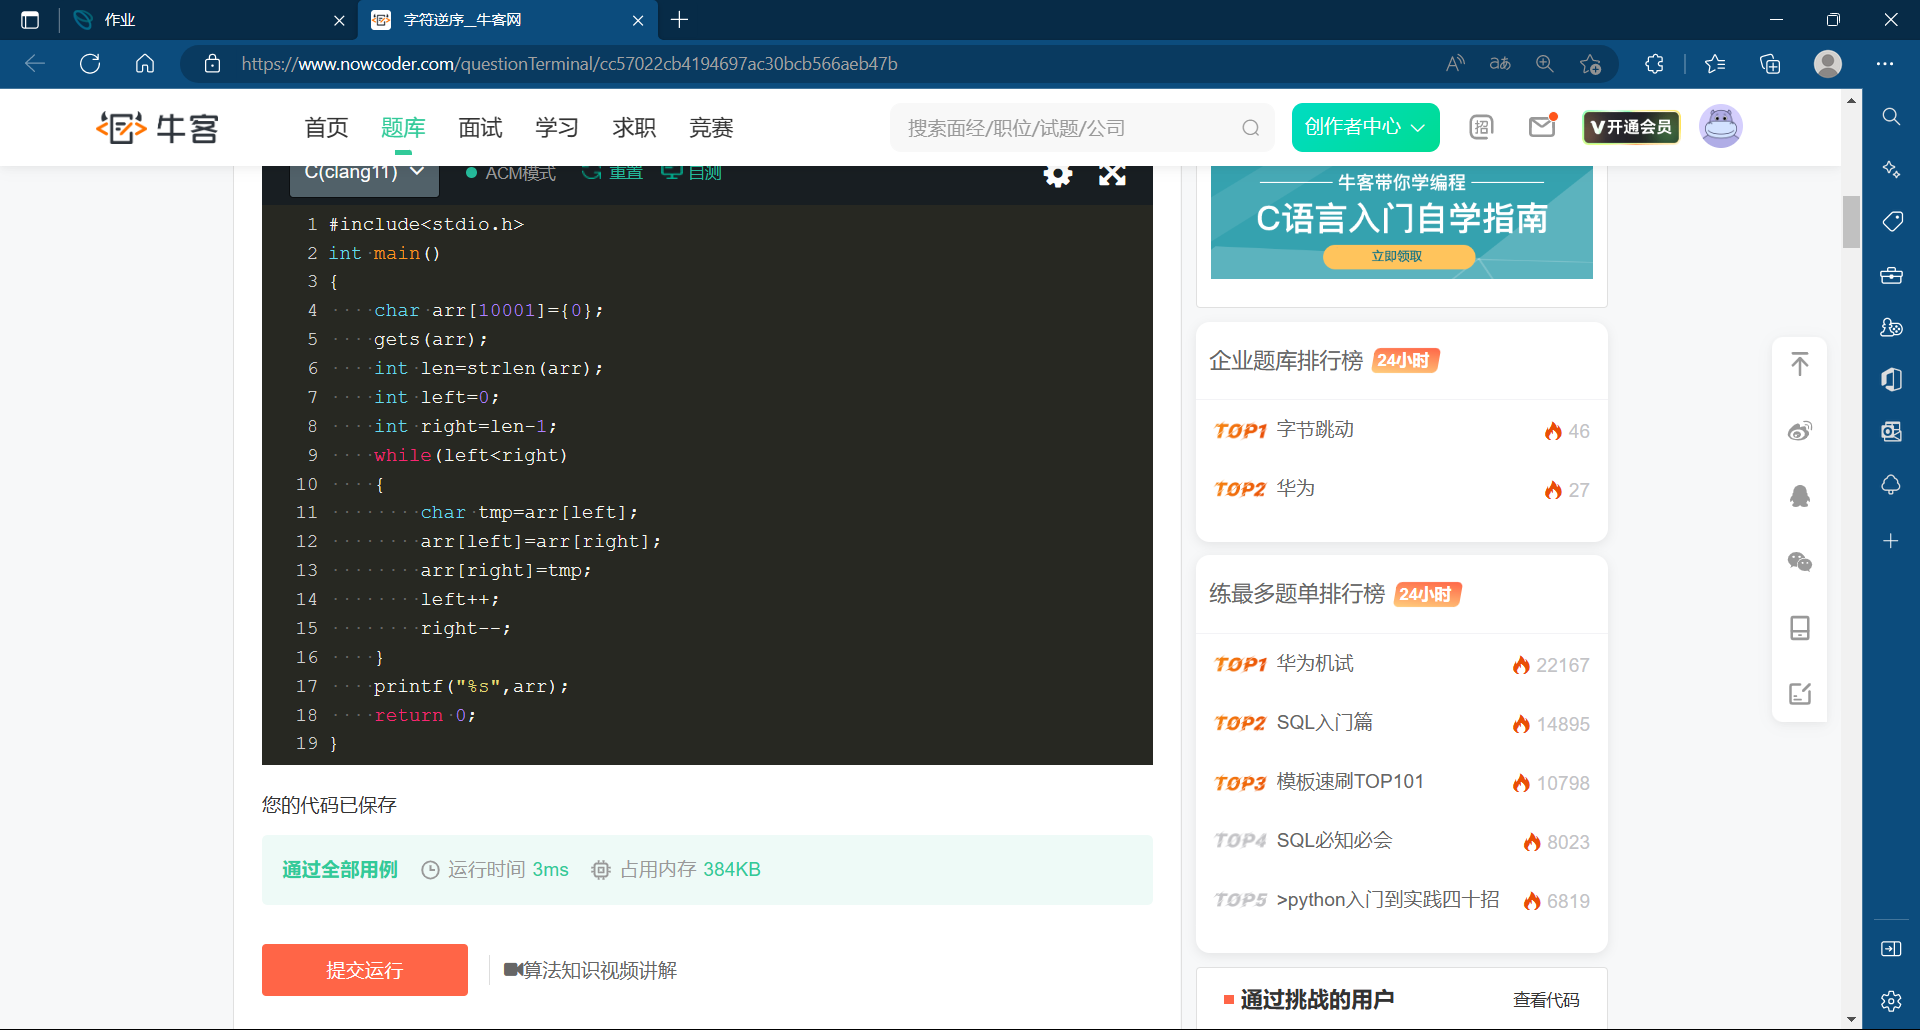 作业
字符逆序__牛客网
https://www.nowcoder.com/questionTerminal/cc57022cb4194697ac30bcb566aeb47b
牛客
首页 题库 面试 学习 求职 竞赛
搜索面经/职位/试题/公司
创作者中心
招
V开通会员
C(clang11)
ACM模式
重置
自测
1 #include<stdio.h>
2 int main()
3 {
4 char arr[10001]={0};
5 gets(arr);
6 int len=strlen(arr);
7 int left=0;
8 int right=len-1;
9 while(left<right)
10 {
11 char tmp=arr[left];
12 arr[left]=arr[right];
13 arr[right]=tmp;
14 left++;
15 right--;
16 }
17 printf("%s",arr);
18 return 0;
19 }
您的代码已保存
通过全部用例 运行时间 3ms 占用内存 384KB
提交运行
算法知识视频讲解
牛客带你学编程
C语言入门自学指南
立即领取
企业题库排行榜 24小时
TOP1 字节跳动 46
TOP2 华为 27
练最多题单排行榜 24小时
TOP1 华为机试 22167
TOP2 SQL入门篇 14895
TOP3 模板速刷TOP101 10798
TOP4 SQL必知必会 8023
TOP5 >python入门到实践四十招 6819
通过挑战的用户 查看代码